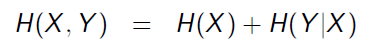 H(X, Y) = H(X) + H(Y|X)